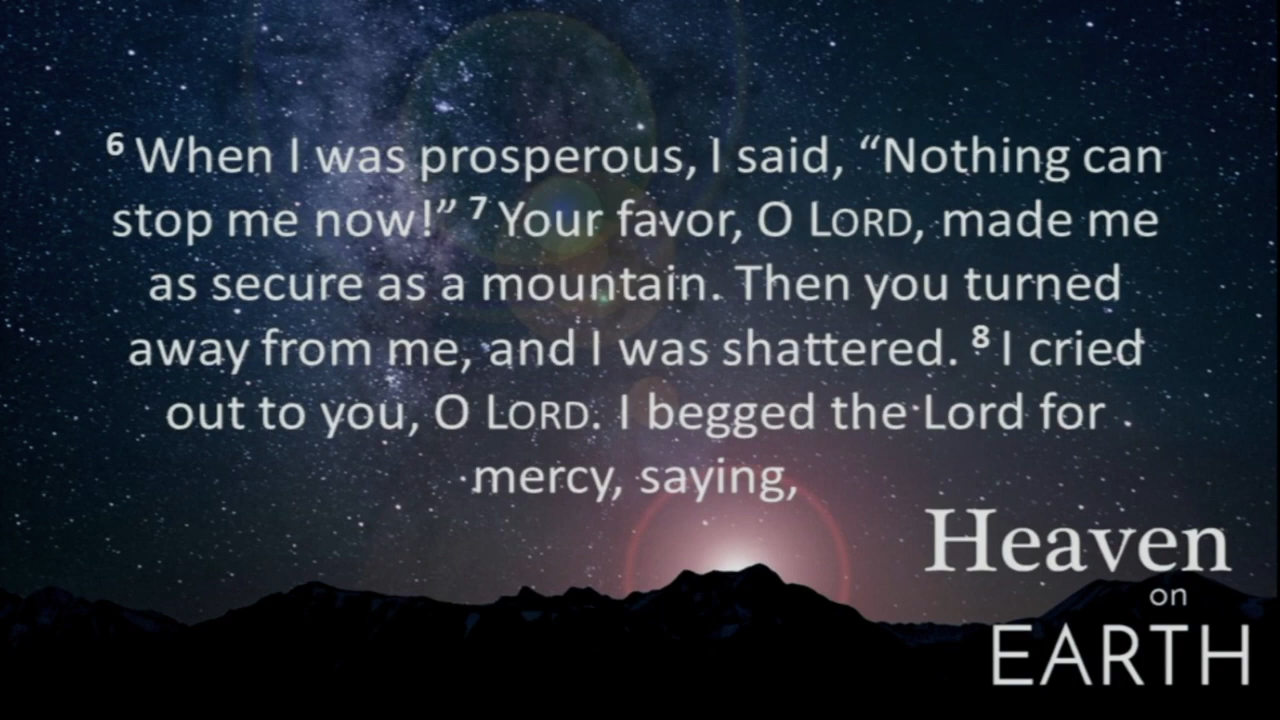 ⁶ When I was prosperous, I said, “Nothing can
stop me now!” ⁷ Your favor, O LORD, made me
as secure as a mountain. Then you turned
away from me, and I was shattered. ⁸ I cried
out to you, O LORD. I begged the Lord for
mercy, saying,
Heaven
on
EARTH